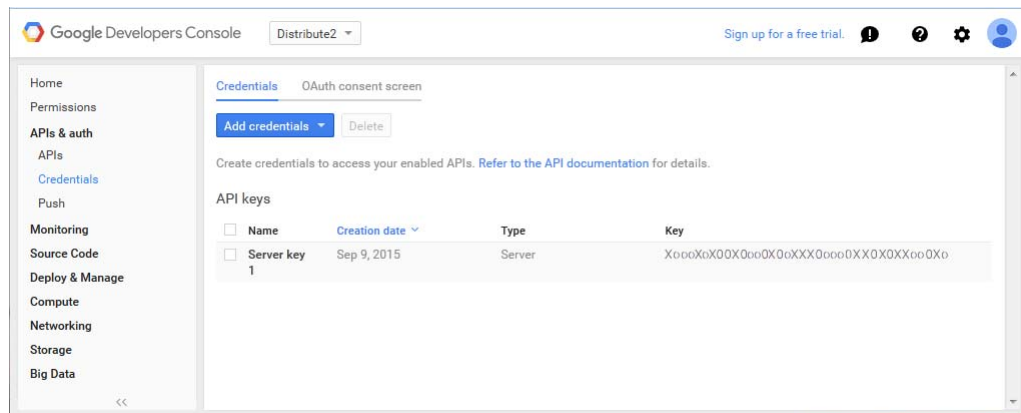 Google Developers Console
Distribute2
Sign up for a free trial.
Home
Permissions
APIs & auth
APIs
Credentials
Push
Monitoring
Source Code
Deploy & Manage
Compute
Networking
Storage
Big Data
<<
Credentials OAuth consent screen
Add credentials Delete
Create credentials to access your enabled APIs. Refer to the API documentation for details.
API keys
Name Creation date Type Key
Server key Sep 9, 2015 Server
1